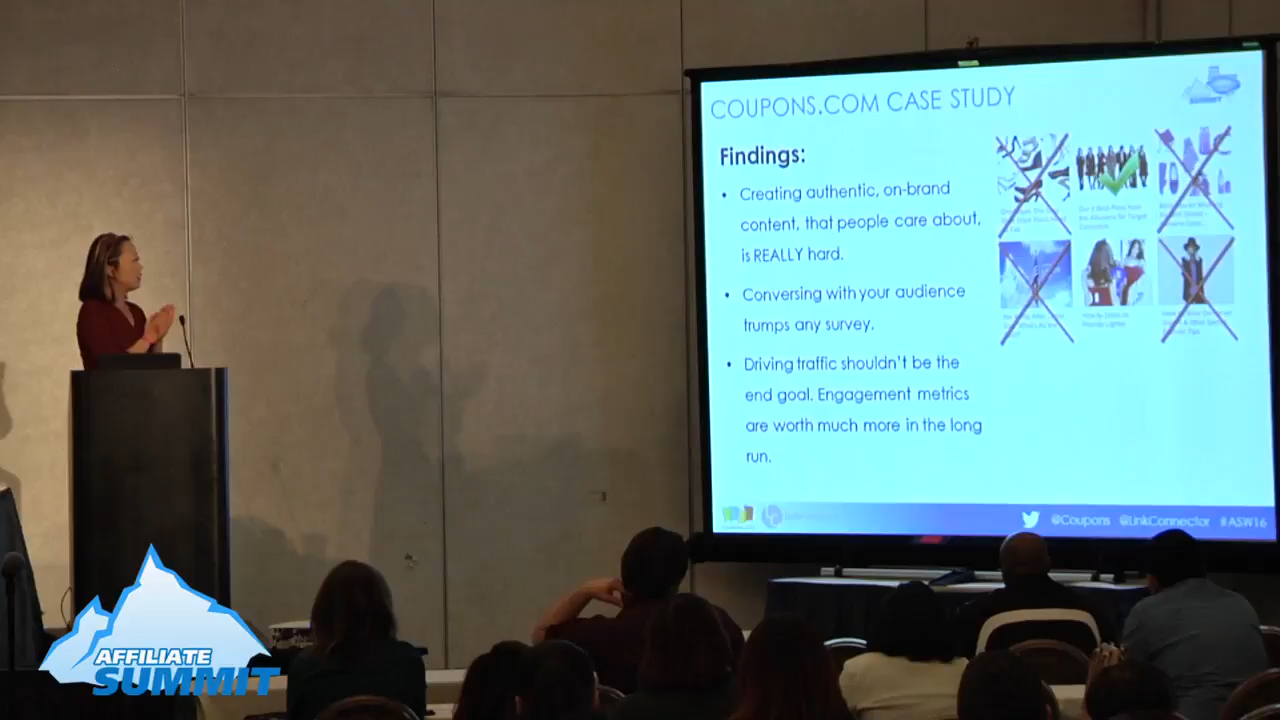 COUPONS.COM CASE STUDY
SUMMIT
Findings:
• Creating authentic, on-brand
content, that people care about,
is REALLY hard.
• Conversing with your audience
trumps any survey.
• Driving traffic shouldn't be the
end goal. Engagement metrics
are worth much more in the long
run.
@Coupons @LinkConnector #ASW16
AFFILIATE
SUMMIT